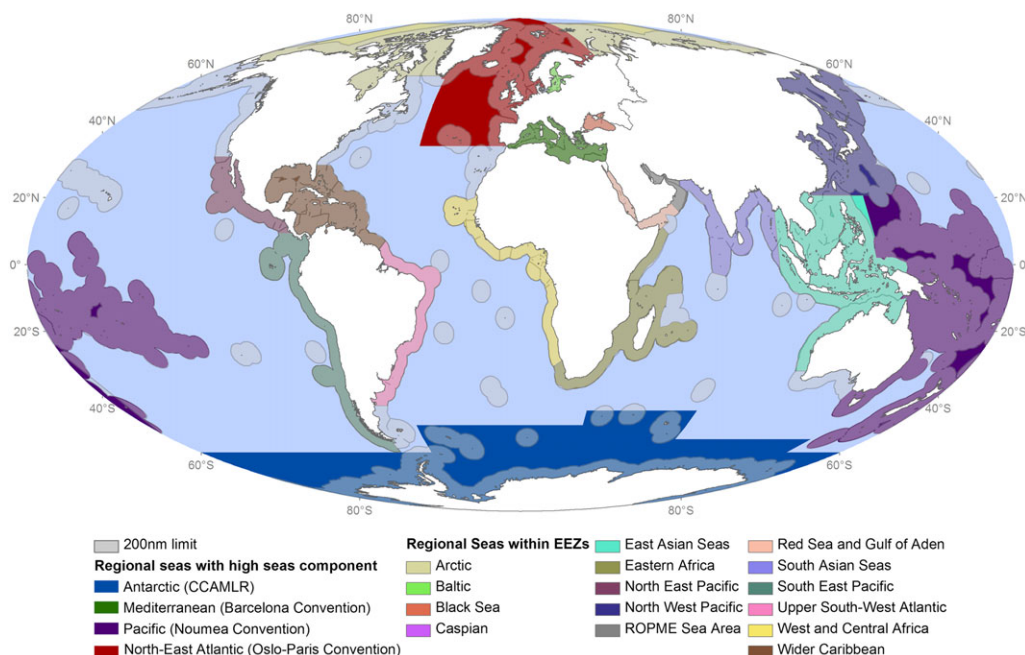 80°N 80°N
60°N 60°N
40°N 40°N
20°N 20°N
0° 0°
20°S 20°S
40°S 40°S
60°S 60°S
80°S 80°S
200nm limit
Regional seas with high seas component
Antarctic (CCAMLR)
Mediterranean (Barcelona Convention)
Pacific (Noumea Convention)
North-East Atlantic (Oslo-Paris Convention)
Regional Seas within EEZs
Arctic
Baltic
Black Sea
Caspian
East Asian Seas
Eastern Africa
North East Pacific
North West Pacific
ROPME Sea Area
Red Sea and Gulf of Aden
South Asian Seas
South East Pacific
Upper South-West Atlantic
West and Central Africa
Wider Caribbean